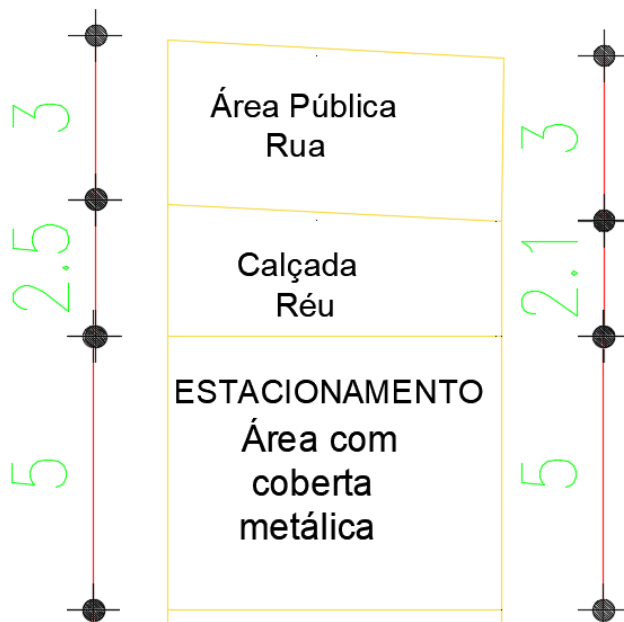 3
Área Pública
Rua
3
2.5
Calçada
Réu
2.1
5
ESTACIONAMENTO
Área com
coberta
metálica
5